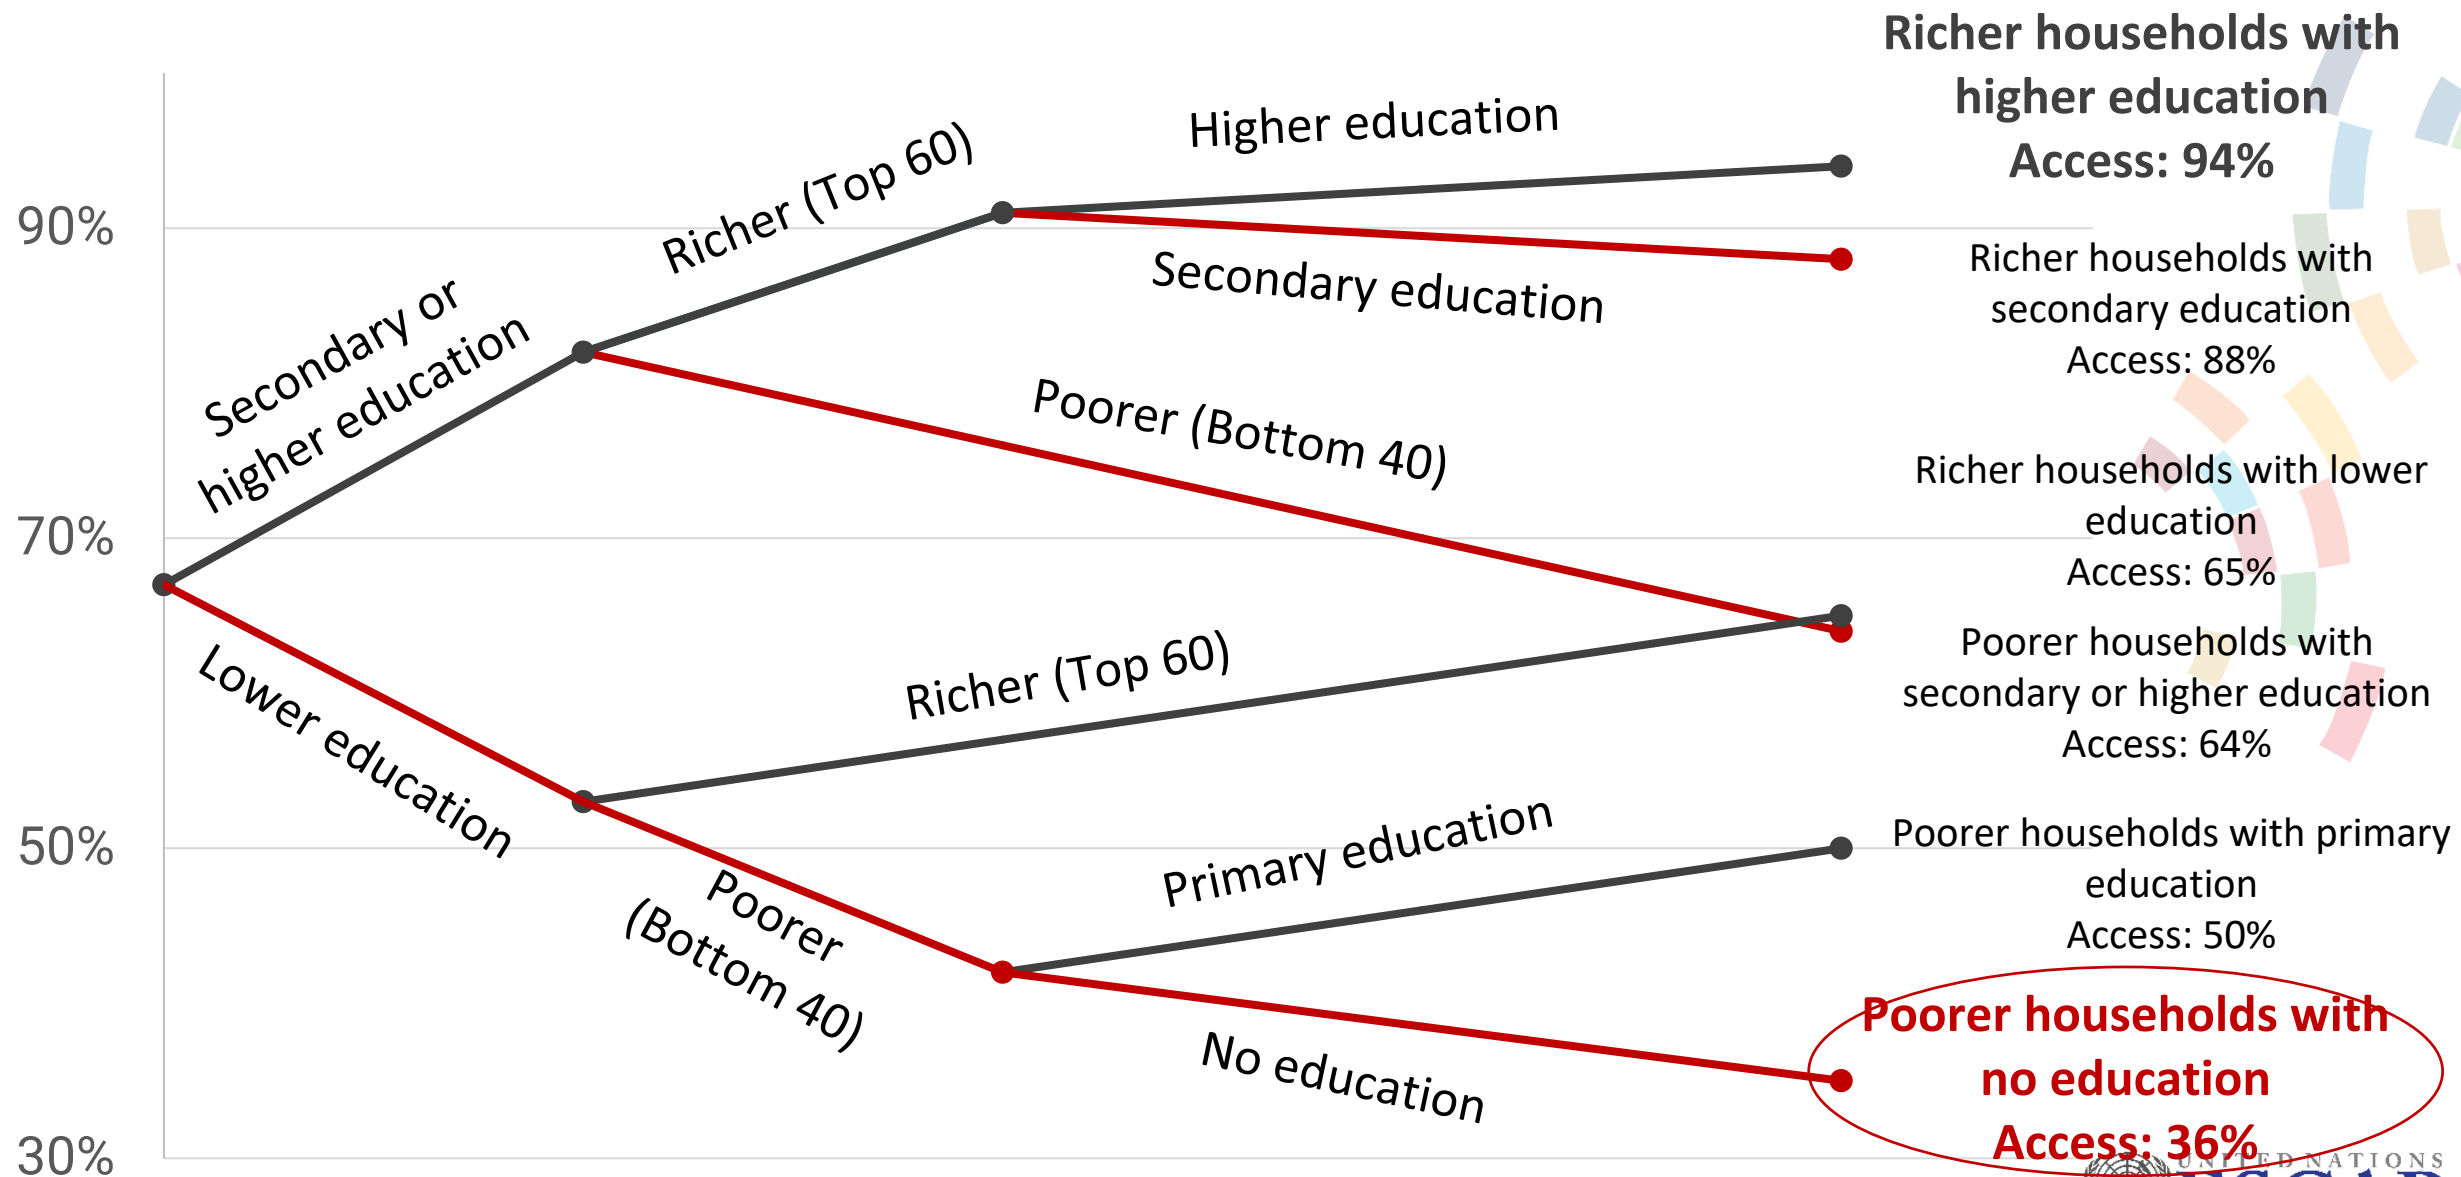 90%
70%
50%
30%
Secondary or
higher education
Richer (Top 60)
Higher education
Secondary education
Poorer (Bottom 40)
Lower education
Richer (Top 60)
Poorer
(Bottom 40)
Primary education
No education
Richer households with
higher education
Access: 94%
Richer households with
secondary education
Access: 88%
Richer households with lower
education
Access: 65%
Poorer households with
secondary or higher education
Access: 64%
Poorer households with primary
education
Access: 50%
Poorer households with
no education
Access: 36%
UNITED NATIONS